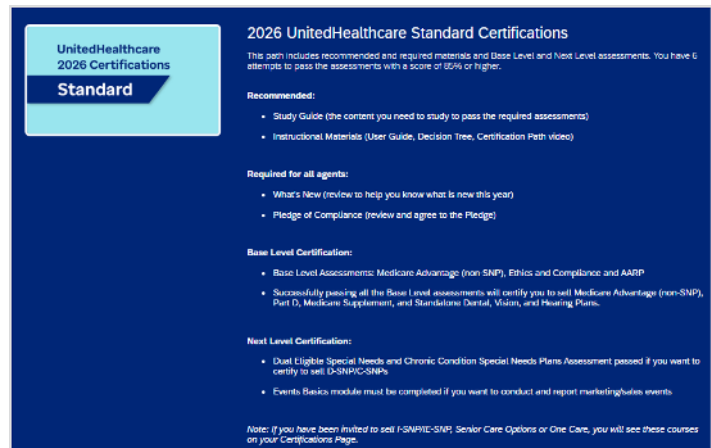 UnitedHealthcare
2026 Certifications
Standard
2026 UnitedHealthcare Standard Certifications
This path includes recommended and required materials and Base Level and Next Level assessments. You have 6
attempts to pass the assessments with a score of 85% or higher.
Recommended:
• Study Guide (the content you need to study to pass the required assessments)
• Instructional Materials (User Guide, Decision Tree, Certification Path video)
Required for all agents:
• What's New (review to help you know what is new this year)
• Pledge of Compliance (review and agree to the Pledge)
Base Level Certification:
• Base Level Assessments: Medicare Advantage (non-SNP), Ethics and Compliance and AARP
• Successfully passing all the Base Level assessments will certify you to sell Medicare Advantage (non-SNP),
Part D, Medicare Supplement, and Standalone Dental, Vision, and Hearing Plans.
Next Level Certification:
• Dual Eligible Special Needs and Chronic Condition Special Needs Plans Assessment passed if you want to
certify to sell D-SNP/C-SNPs
• Events Basics module must be completed if you want to conduct and report marketing/sales events
Note: If you have been invited to sell I-SNP/IE-SNP, Senior Care Options or One Care, you will see these courses
on your Certifications Page.